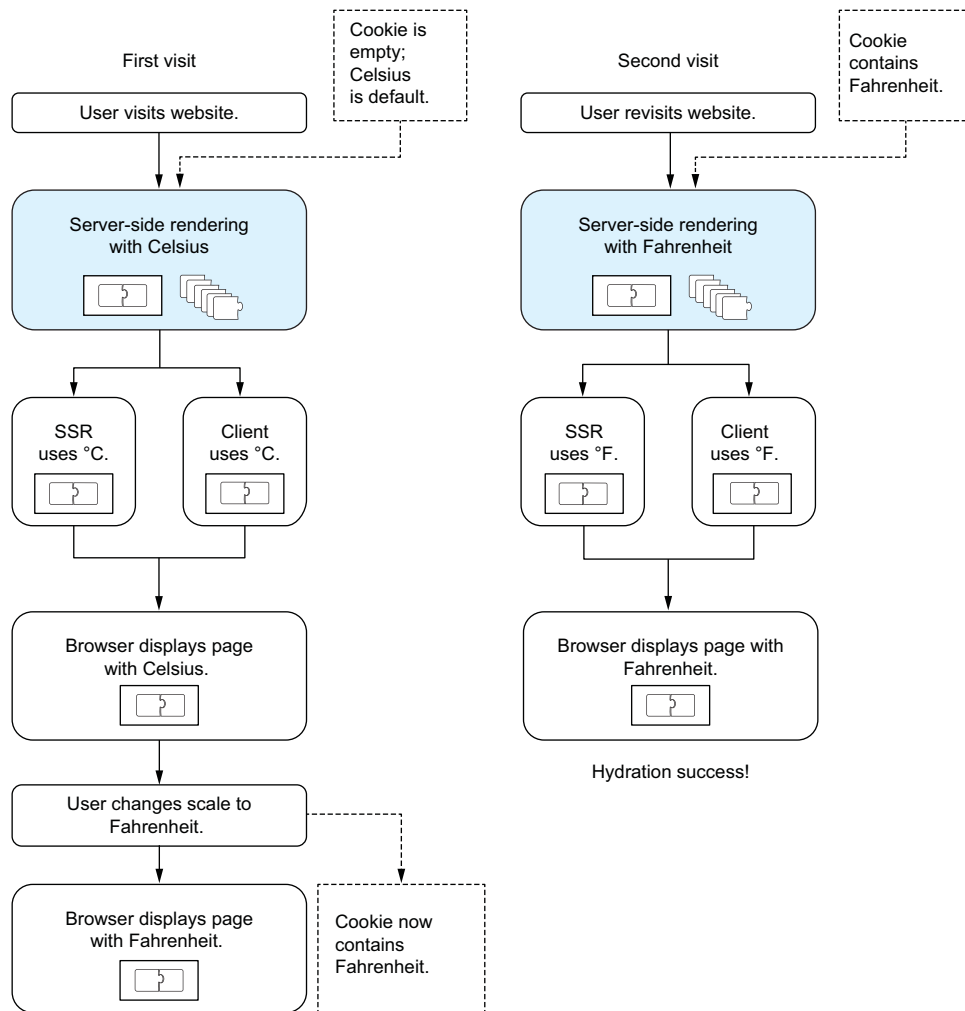 First visit
Cookie is
empty;
Celsius
is default.
User visits website.
Server-side rendering
with Celsius
SSR
uses °C.
Client
uses °C.
Browser displays page
with Celsius.
User changes scale to
Fahrenheit.
Browser displays page
with Fahrenheit.
Cookie now
contains
Fahrenheit.
Second visit
Cookie
contains
Fahrenheit.
User revisits website.
Server-side rendering
with Fahrenheit
SSR
uses °F.
Client
uses °F.
Browser displays page with
Fahrenheit.
Hydration success!